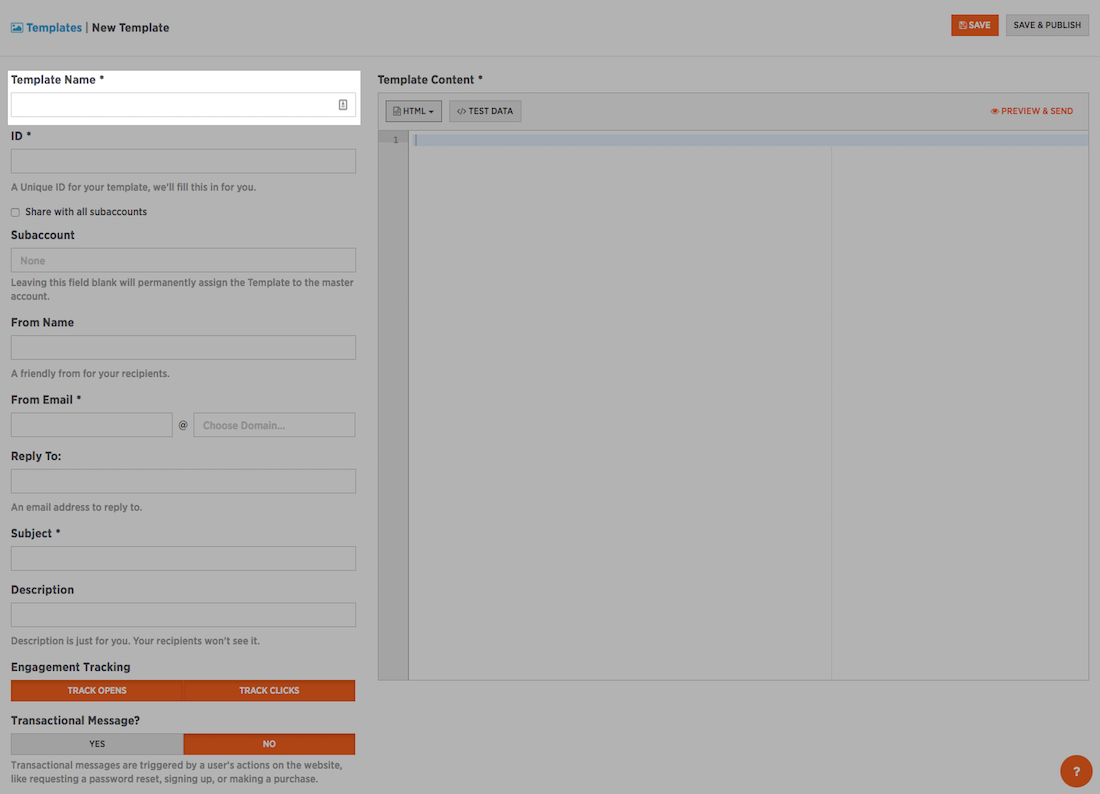 Templates | New Template
SAVE
SAVE & PUBLISH
Template Name *
ID *
A Unique ID for your template, we'll fill this in for you.
Share with all subaccounts
Subaccount
None
Leaving this field blank will permanently assign the Template to the master
account.
From Name
A friendly from for your recipients.
From Email *
@ Choose Domain...
Reply To:
An email address to reply to.
Subject *
Description
Description is just for you. Your recipients won't see it.
Engagement Tracking
TRACK OPENS TRACK CLICKS
Transactional Message?
YES NO
Transactional messages are triggered by a user's actions on the website,
like requesting a password reset, signing up, or making a purchase.
Template Content *
HTML </> TEST DATA PREVIEW & SEND
1
?